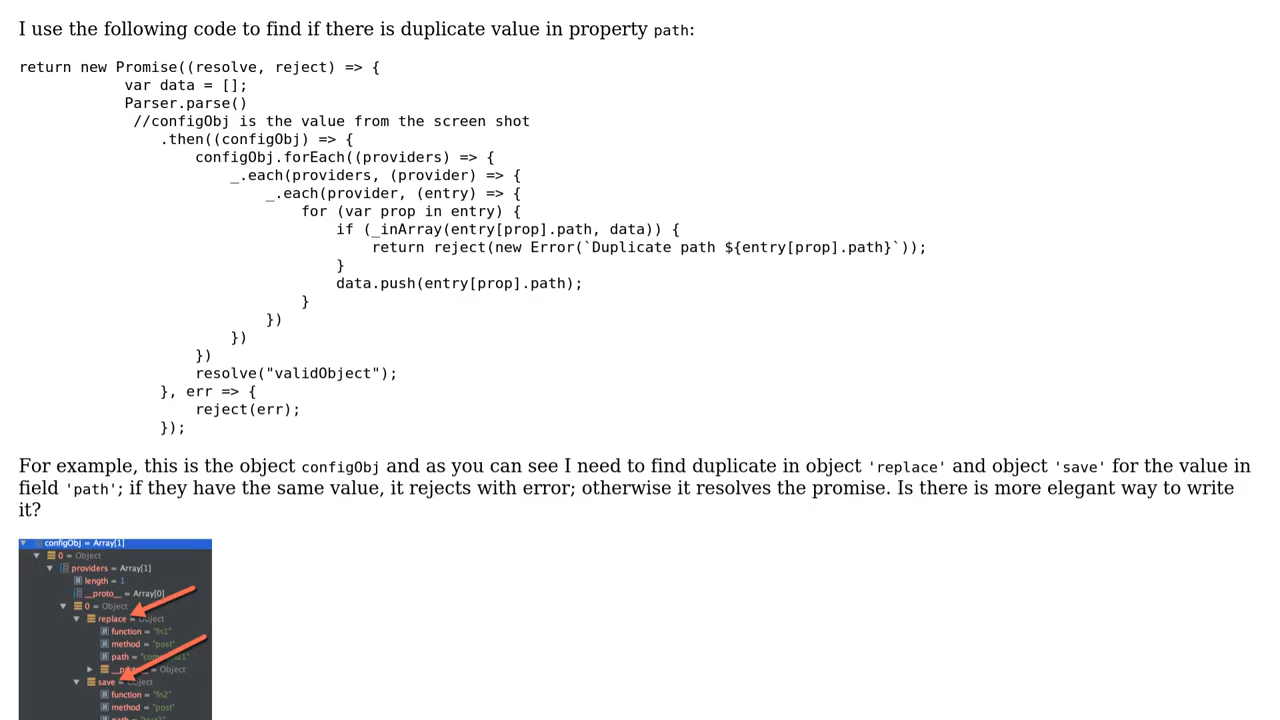 I use the following code to find if there is duplicate value in property path:
return new Promise((resolve, reject) => {
var data = [];
Parser.parse()
//configObj is the value from the screen shot
.then((configObj) => {
configObj.forEach((providers) => {
_.each(providers, (provider) => {
_.each(provider, (entry) => {
for (var prop in entry) {
if (_inArray(entry[prop].path, data)) {
return reject(new Error(`Duplicate path ${entry[prop].path}`));
}
data.push(entry[prop].path);
}
})
})
})
resolve("validObject");
}, err => {
reject(err);
});
For example, this is the object configObj and as you can see I need to find duplicate in object 'replace' and object 'save' for the value in
field 'path'; if they have the same value, it rejects with error; otherwise it resolves the promise. Is there is more elegant way to write
it?
configObj = Array[1]
0 = Object
providers = Array[1]
length = 1
__proto__ = Array[0]
0 = Object
replace = Object
function = "fn1"
method = "post"
path =
= Object
save = Object
function = "fn2"
method = "post"